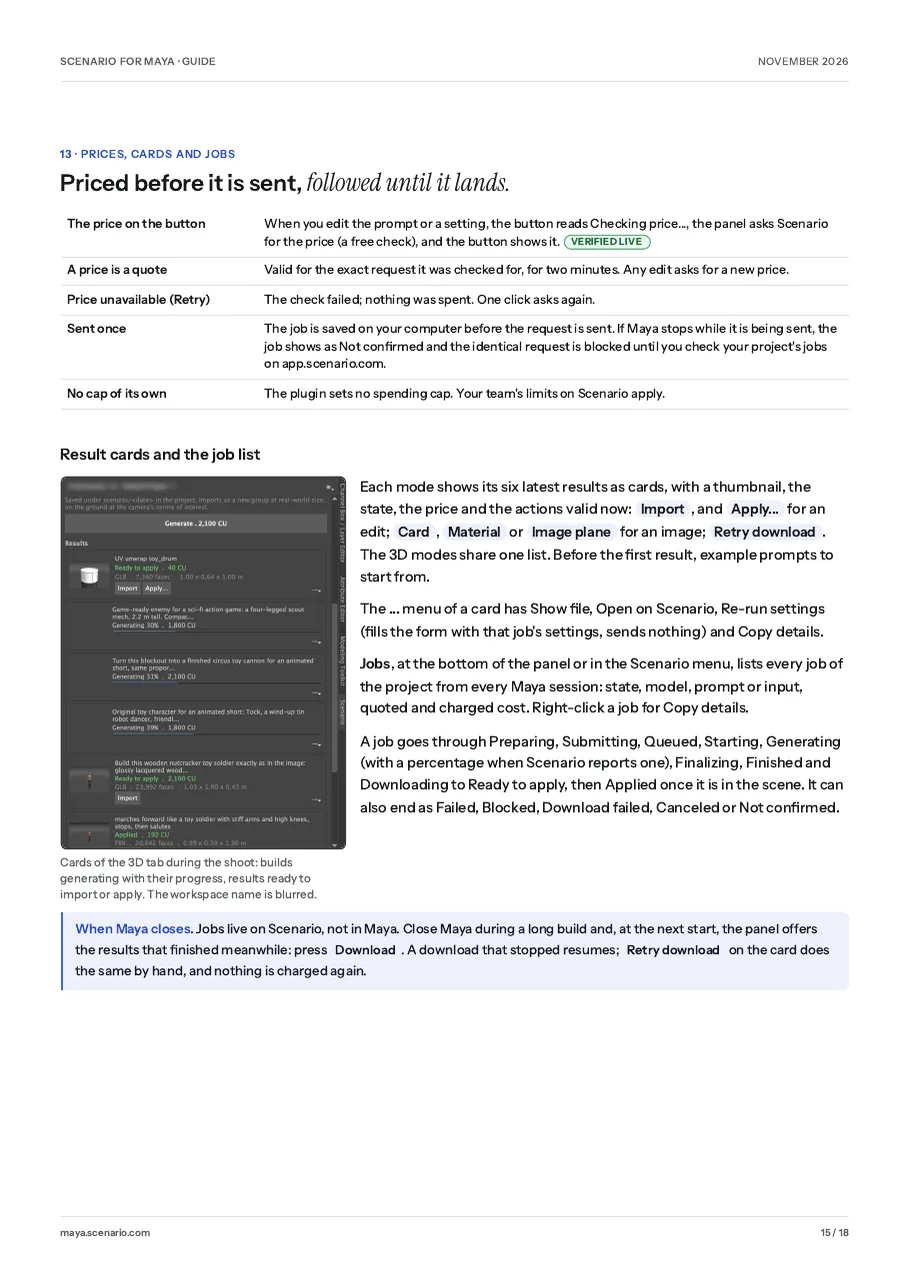 SCENARIO FOR MAYA · GUIDE
NOVEMBER 2026
13 · PRICES, CARDS AND JOBS
Priced before it is sent, followed until it lands.
The price on the button
When you edit the prompt or a setting, the button reads Checking price..., the panel asks Scenario
for the price (a free check), and the button shows it. VERIFIED LIVE
A price is a quote
Valid for the exact request it was checked for, for two minutes. Any edit asks for a new price.
Price unavailable (Retry)
The check failed; nothing was spent. One click asks again.
Sent once
The job is saved on your computer before the request is sent. If Maya stops while it is being sent, the
job shows as Not confirmed and the identical request is blocked until you check your project's jobs
on app.scenario.com.
No cap of its own
The plugin sets no spending cap. Your team's limits on Scenario apply.
Result cards and the job list
Saved under scenario/<date> in the project. Imports as a new group at real-world size,
on the ground at the camera's centre of interest.
Generate . 2,100 CU
Results
UV unwrap toy_drum
Ready to apply . 40 CU
GLB . 7,360 faces . 1.00 x 0.64 x 1.00 m
Import Apply...
Game-ready enemy for a sci-fi action game: a four-legged scout
mech, 2.2 m tall. Compac...
Generating 30% . 1,800 CU
Turn this blockout into a finished circus toy cannon for an animated
short, same propor...
Generating 31% . 2,100 CU
Original toy character for an animated short: Tock, a wind-up tin
robot dancer, friendl...
Generating 39% . 1,800 CU
Build this wooden nutcracker toy soldier exactly as in the image:
glossy lacquered wood...
Ready to apply . 2,100 CU
GLB . 23,992 faces . 1.03 x 1.90 x 0.43 m
Import
marches forward like a toy soldier with stiff arms and high knees,
stops, then salutes
Applied . 192 CU
FBX . 20,642 faces . 0.99 x 0.39 x 1.90 m
Channel Box / Layer Editor
Attribute Editor
Modeling Toolkit
Scenario
Cards of the 3D tab during the shoot: builds
generating with their progress, results ready to
import or apply. The workspace name is blurred.
Each mode shows its six latest results as cards, with a thumbnail, the
state, the price and the actions valid now: Import , and Apply... for an
edit; Card , Material or Image plane for an image; Retry download .
The 3D modes share one list. Before the first result, example prompts to
start from.
The ... menu of a card has Show file, Open on Scenario, Re-run settings
(fills the form with that job's settings, sends nothing) and Copy details.
Jobs, at the bottom of the panel or in the Scenario menu, lists every job of
the project from every Maya session: state, model, prompt or input,
quoted and charged cost. Right-click a job for Copy details.
A job goes through Preparing, Submitting, Queued, Starting, Generating
(with a percentage when Scenario reports one), Finalizing, Finished and
Downloading to Ready to apply, then Applied once it is in the scene. It can
also end as Failed, Blocked, Download failed, Canceled or Not confirmed.
When Maya closes. Jobs live on Scenario, not in Maya. Close Maya during a long build and, at the next start, the panel offers
the results that finished meanwhile: press Download . A download that stopped resumes; Retry download on the card does
the same by hand, and nothing is charged again.
maya.scenario.com
15 / 18